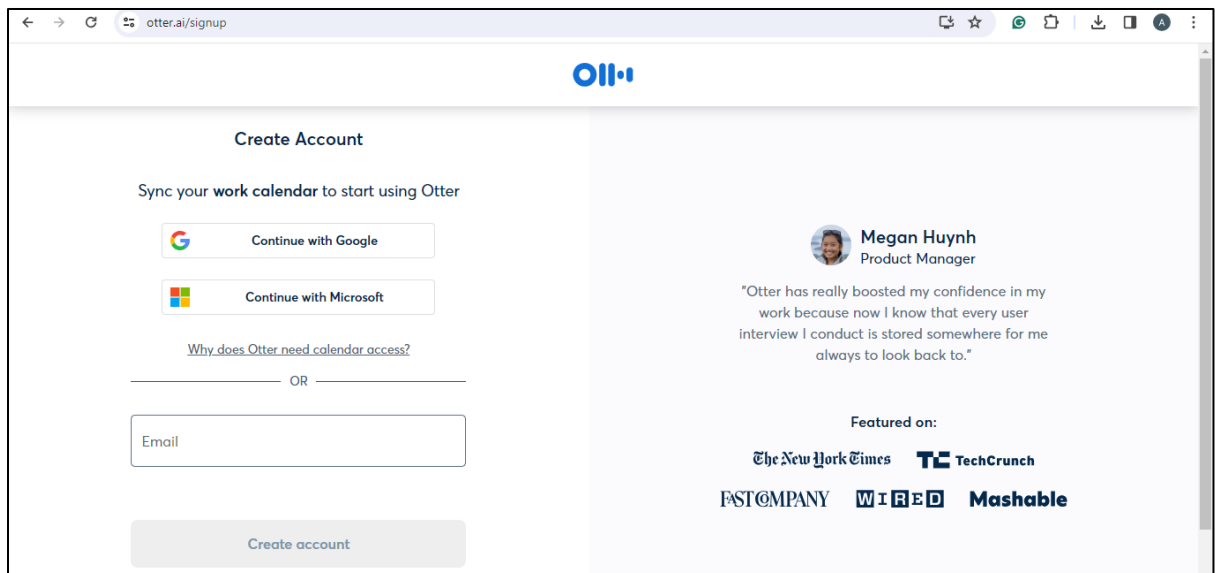 otter.ai/signup
A
Create Account
Sync your work calendar to start using Otter
Continue with Google
Continue with Microsoft
Why does Otter need calendar access?
OR
Email
Create account
Megan Huynh
Product Manager
"Otter has really boosted my confidence in my
work because now I know that every user
interview I conduct is stored somewhere for me
always to look back to."
Featured on:
The New York Times
TC TechCrunch
FAST COMPANY
WIRED
Mashable